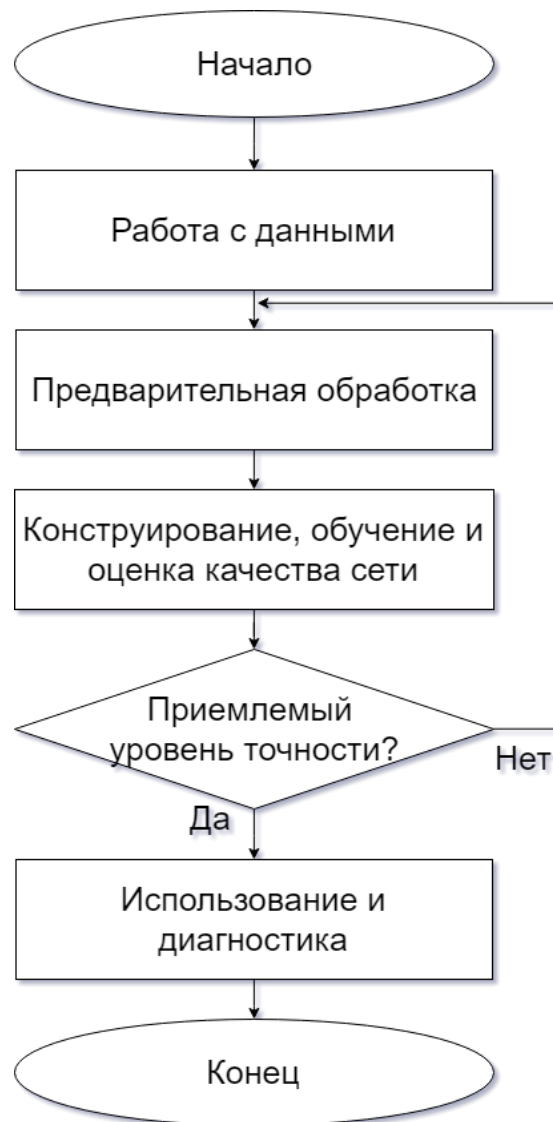 Начало
Работа с данными
Предварительная обработка
Конструирование, обучение и
оценка качества сети
Приемлемый
уровень точности?
Нет
Да
Использование и
диагностика
Конец